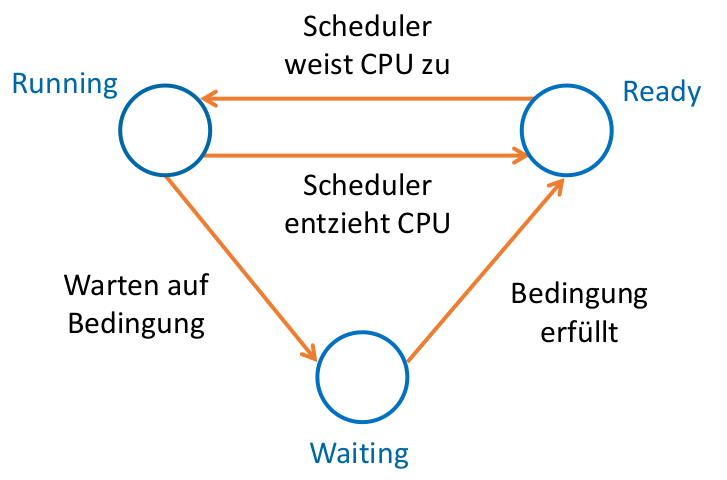 Scheduler
weist CPU zu
Running
Ready
Scheduler
entzieht CPU
Warten auf
Bedingung
Bedingung
erfüllt
Waiting